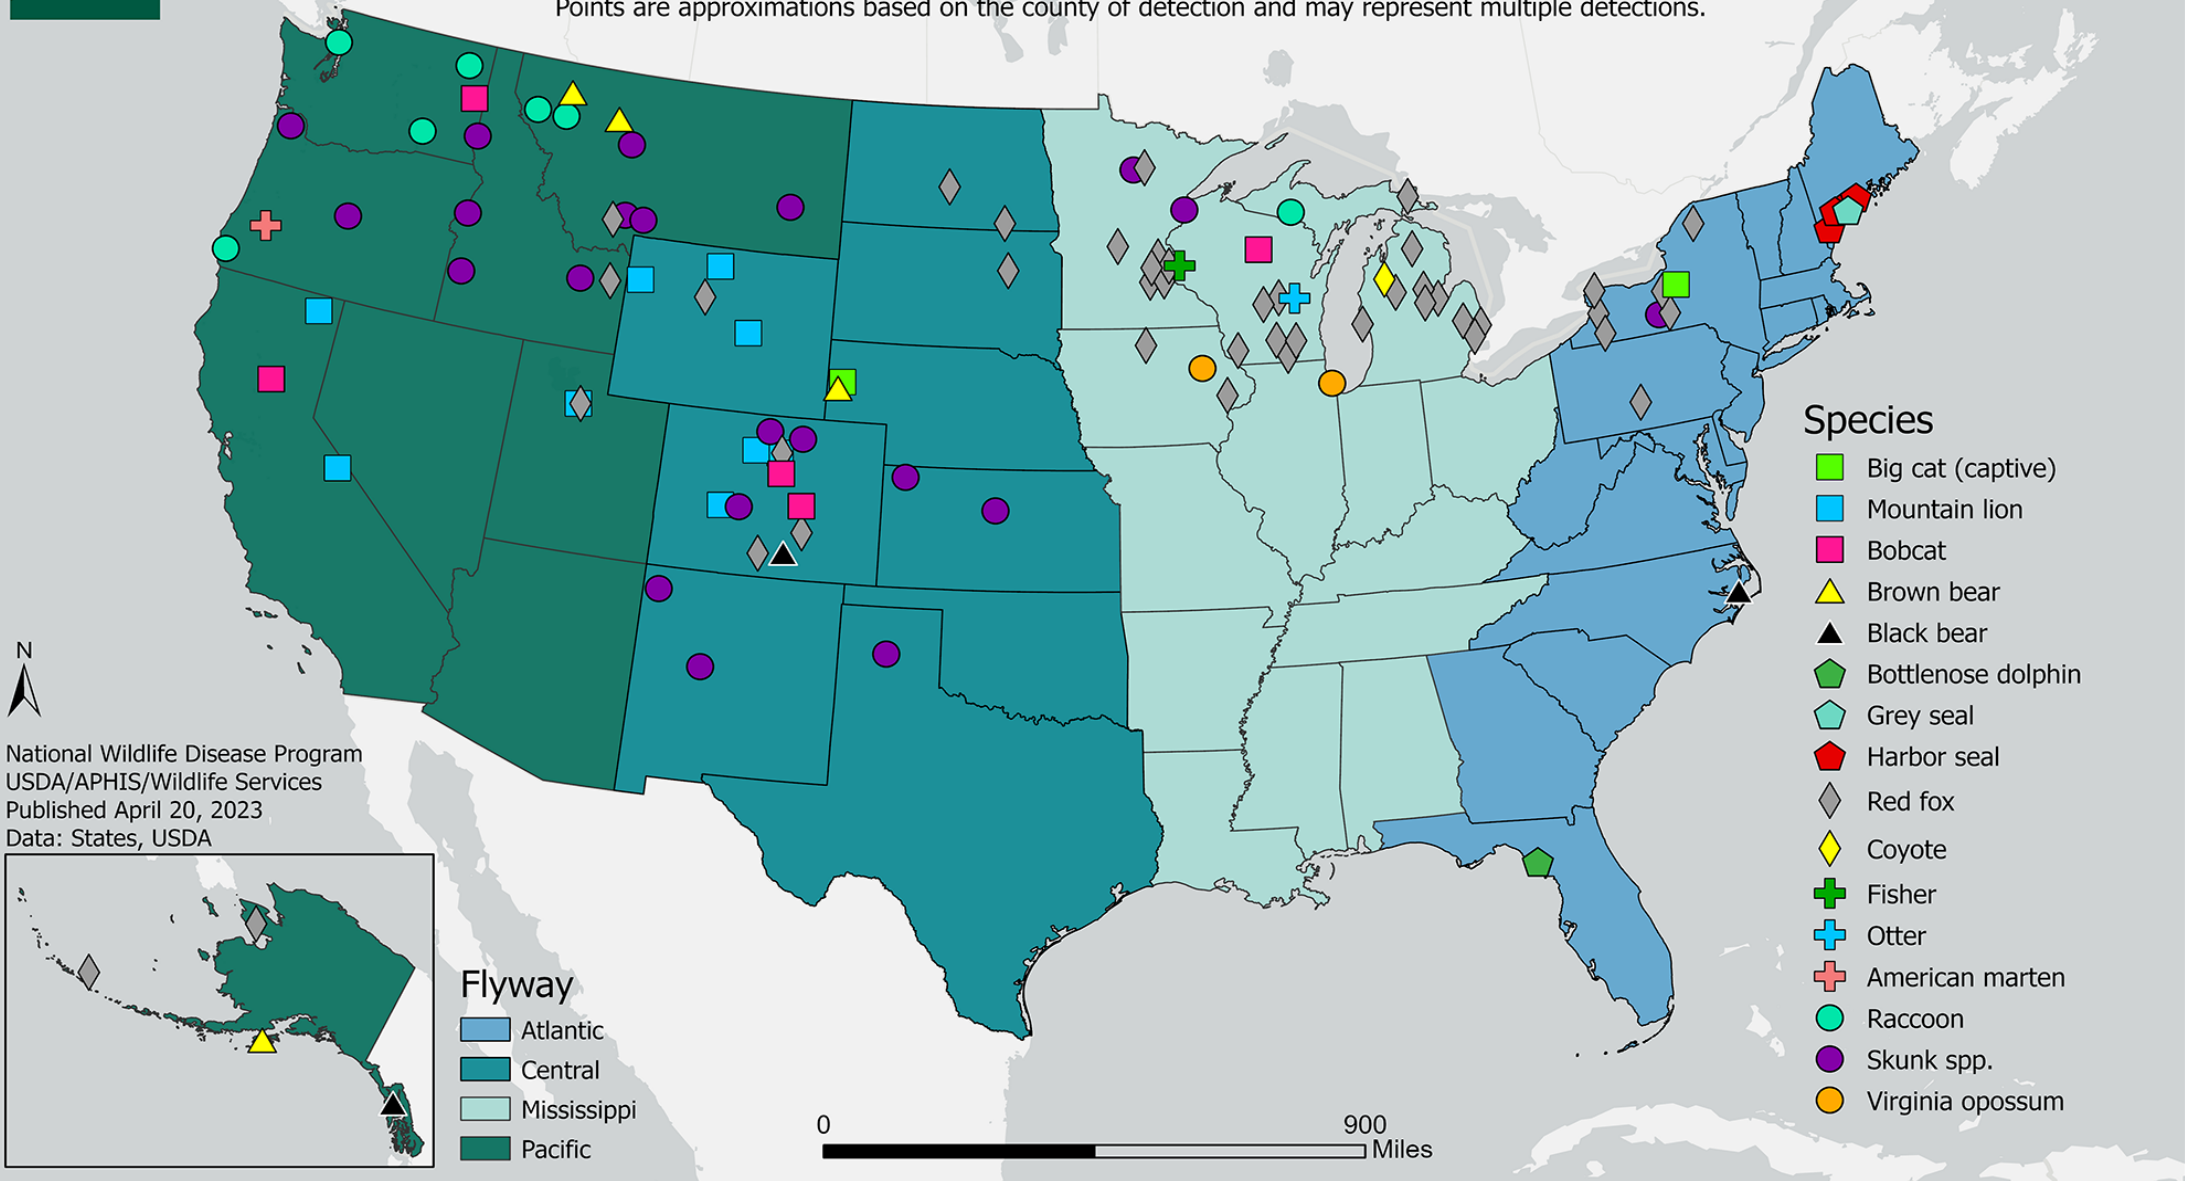 Points are approximations based on the county of detection and may represent multiple detections.
N
National Wildlife Disease Program
USDA/APHIS/Wildlife Services
Published April 20, 2023
Data: States, USDA
Flyway
Atlantic
Central
Mississippi
Pacific
0 900
Miles
Species
Big cat (captive)
Mountain lion
Bobcat
Brown bear
Black bear
Bottlenose dolphin
Grey seal
Harbor seal
Red fox
Coyote
Fisher
Otter
American marten
Raccoon
Skunk spp.
Virginia opossum